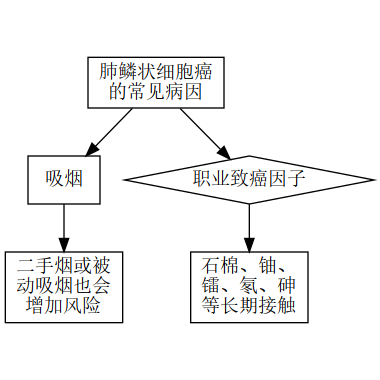 肺鳞状细胞癌
的常见病因
吸烟
职业致癌因子
二手烟或被
动吸烟也会
增加风险
石棉、铀、
镭、氡、砷
等长期接触